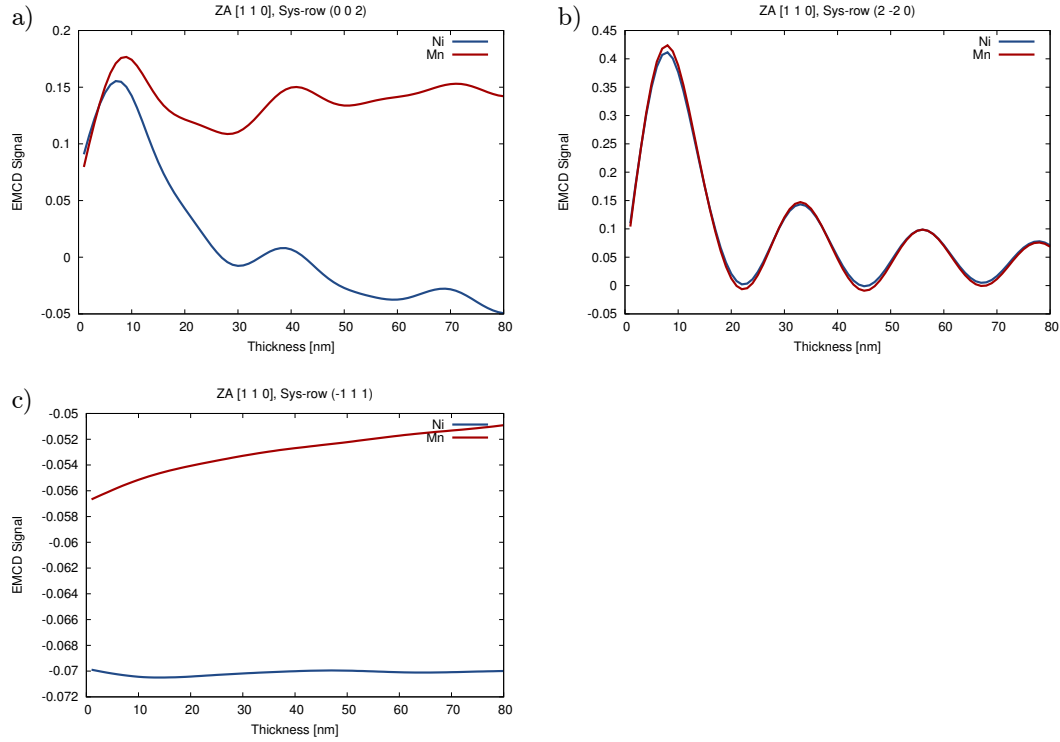 a)
ZA [1 1 0], Sys-row (0 0 2)
Ni
Mn
EMCD Signal
0.2
0.15
0.1
0.05
0
-0.05
0 10 20 30 40 50 60 70 80
Thickness [nm]
b)
ZA [1 1 0], Sys-row (2 -2 0)
Ni
Mn
EMCD Signal
0.45
0.4
0.35
0.3
0.25
0.2
0.15
0.1
0.05
0
-0.05
0 10 20 30 40 50 60 70 80
Thickness [nm]
c)
ZA [1 1 0], Sys-row (-1 1 1)
Ni
Mn
EMCD Signal
-0.05
-0.052
-0.054
-0.056
-0.058
-0.06
-0.062
-0.064
-0.066
-0.068
-0.07
-0.072
0 10 20 30 40 50 60 70 80
Thickness [nm]